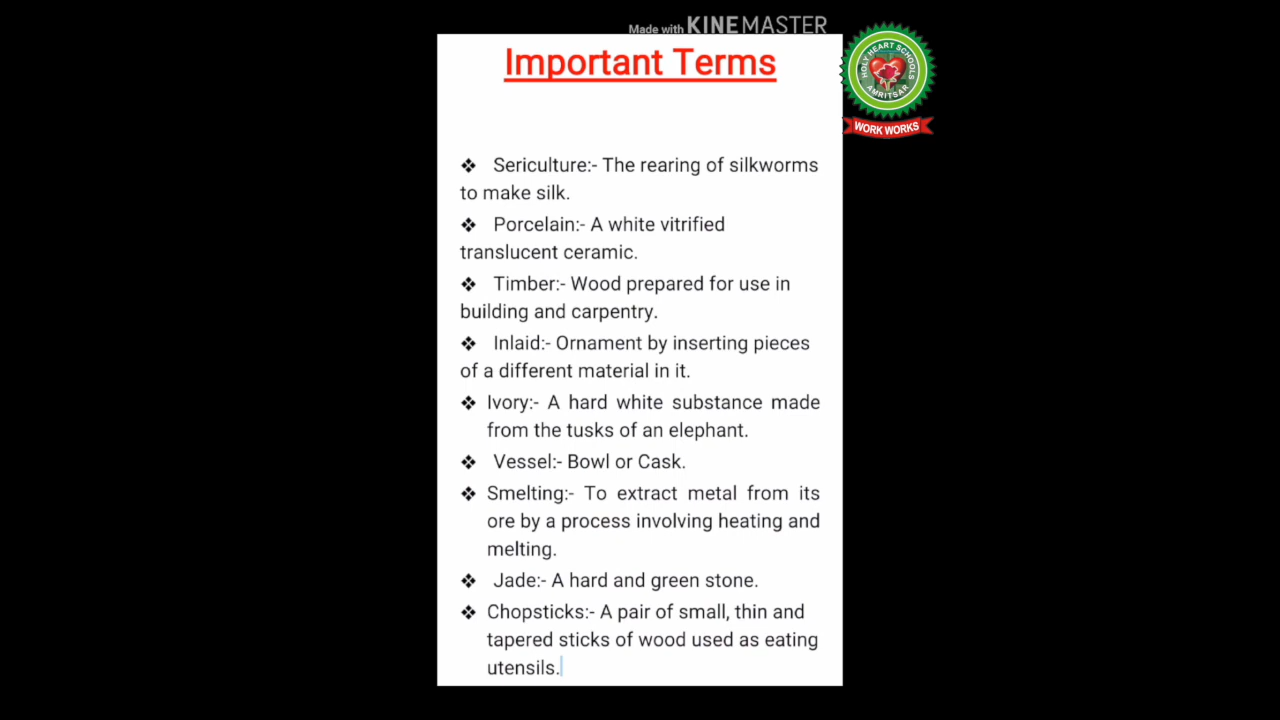 Made with KINEMASTER
Important Terms
HOLY HEART SCHOOLS
AMRITSAR
WORK WORKS
❖ Sericulture:- The rearing of silkworms
to make silk.
❖ Porcelain:- A white vitrified
translucent ceramic.
❖ Timber:- Wood prepared for use in
building and carpentry.
❖ Inlaid:- Ornament by inserting pieces
of a different material in it.
❖ Ivory:- A hard white substance made
from the tusks of an elephant.
❖ Vessel:- Bowl or Cask.
❖ Smelting:- To extract metal from its
ore by a process involving heating and
melting.
❖ Jade:- A hard and green stone.
❖ Chopsticks:- A pair of small, thin and
tapered sticks of wood used as eating
utensils.